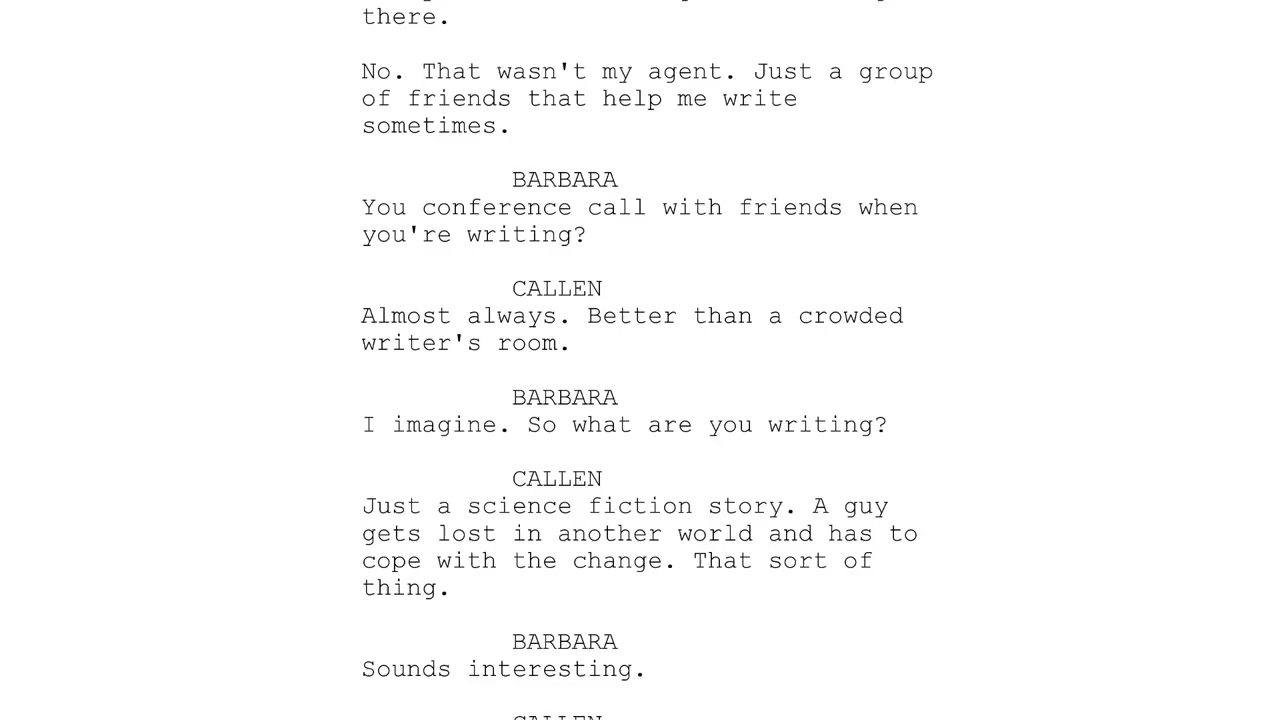 there.
No. That wasn't my agent. Just a group
of friends that help me write
sometimes.
BARBARA
You conference call with friends when
you're writing?
CALLEN
Almost always. Better than a crowded
writer's room.
BARBARA
I imagine. So what are you writing?
CALLEN
Just a science fiction story. A guy
gets lost in another world and has to
cope with the change. That sort of
thing.
BARBARA
Sounds interesting.
CALLEN